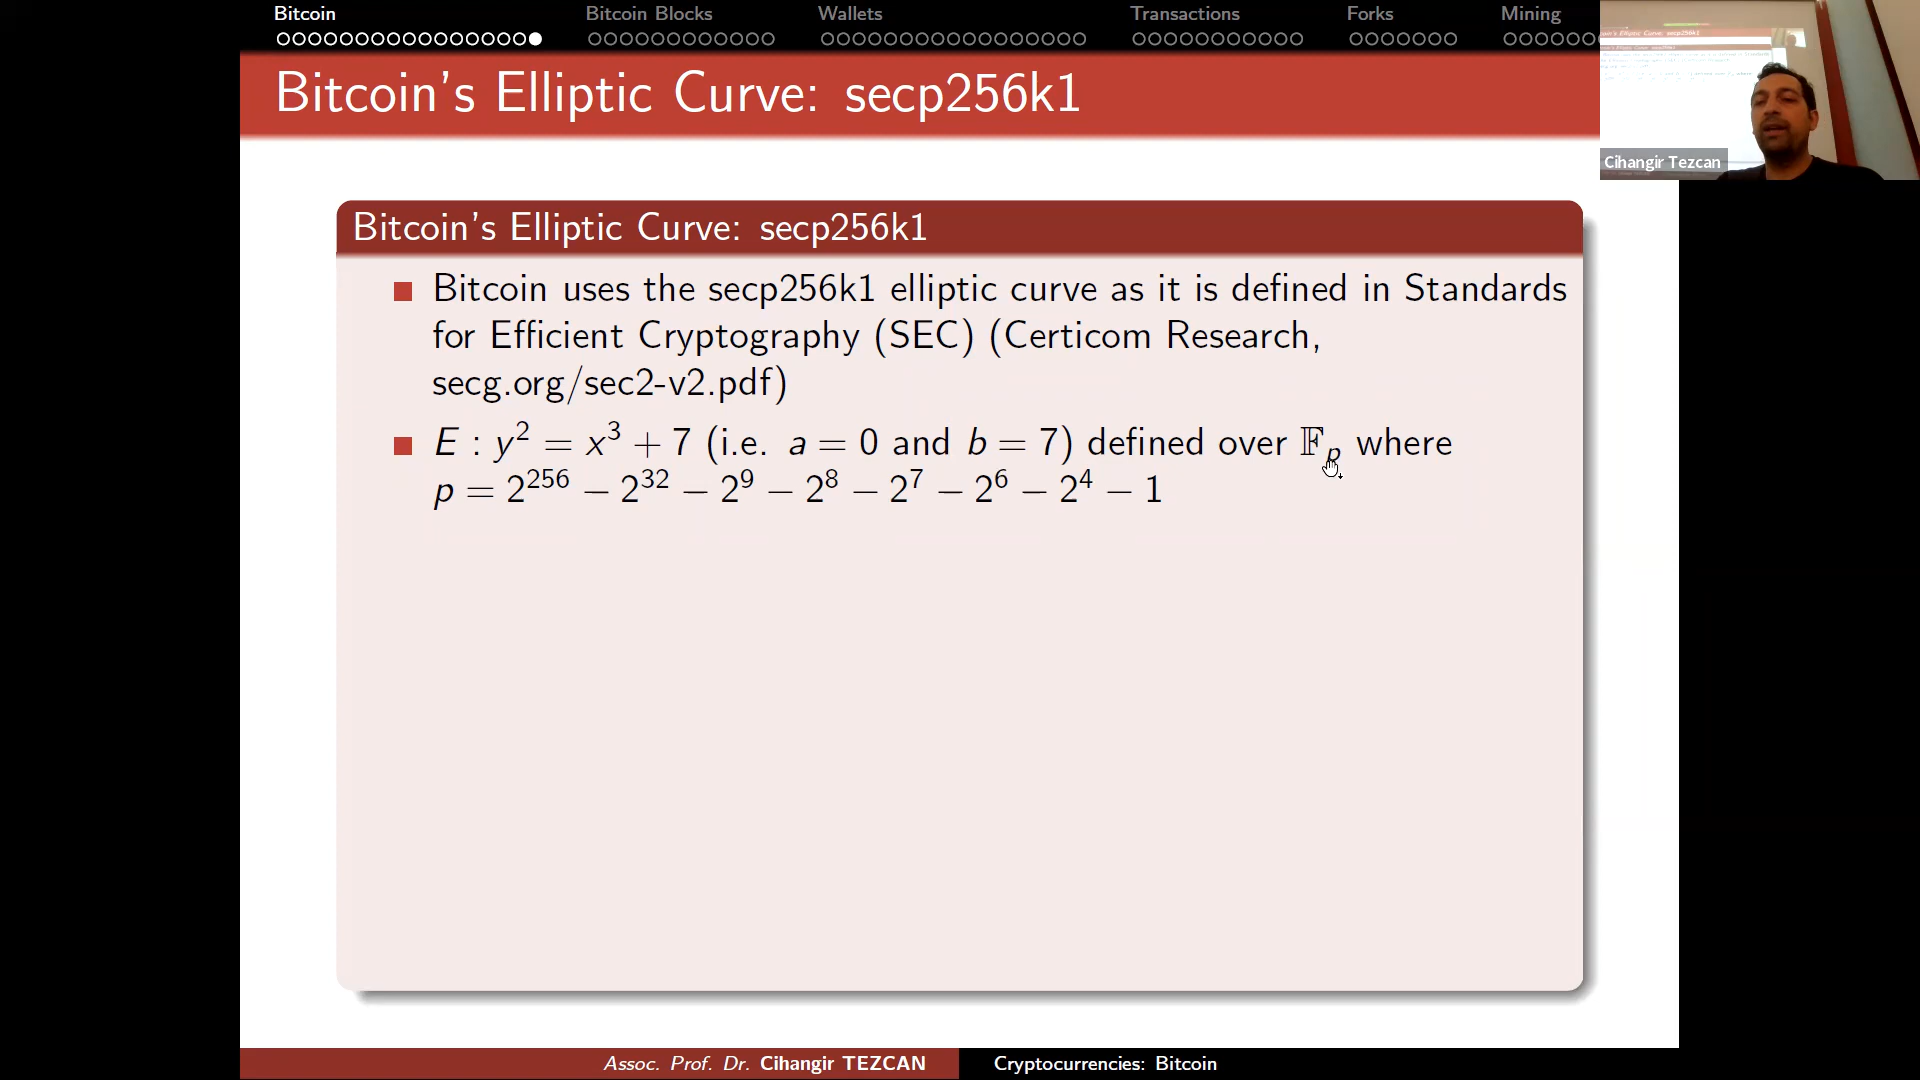 Bitcoin Bitcoin Blocks Wallets Transactions Forks Mining
Bitcoin's Elliptic Curve: secp256k1
Cihangir Tezcan
Bitcoin's Elliptic Curve: secp256k1
Bitcoin uses the secp256k1 elliptic curve as it is defined in Standards
for Efficient Cryptography (SEC) (Certicom Research,
secg.org/sec2-v2.pdf)
E : y² = x³ + 7 (i.e. a = 0 and b = 7) defined over 𝔽ₚ where
p = 2²⁵⁶ − 2³² − 2⁹ − 2⁸ − 2⁷ − 2⁶ − 2⁴ − 1
Assoc. Prof. Dr. Cihangir TEZCAN Cryptocurrencies: Bitcoin